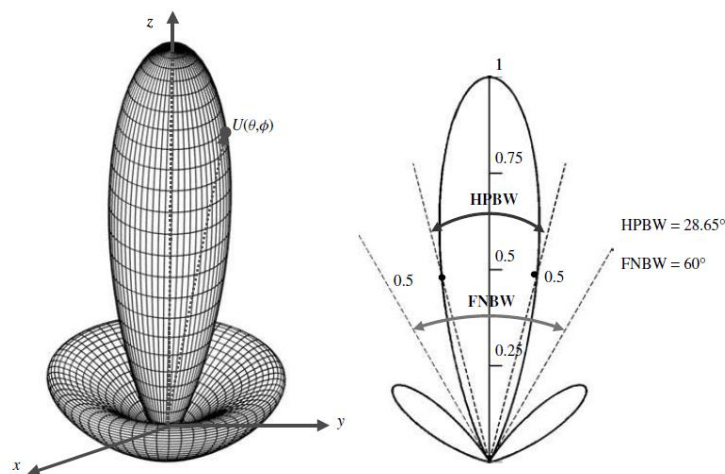 z
U(θ,ϕ)
x
y
1
0.75
HPBW
HPBW = 28.65°
0.5
0.5
0.5
FNBW = 60°
FNBW
0.25